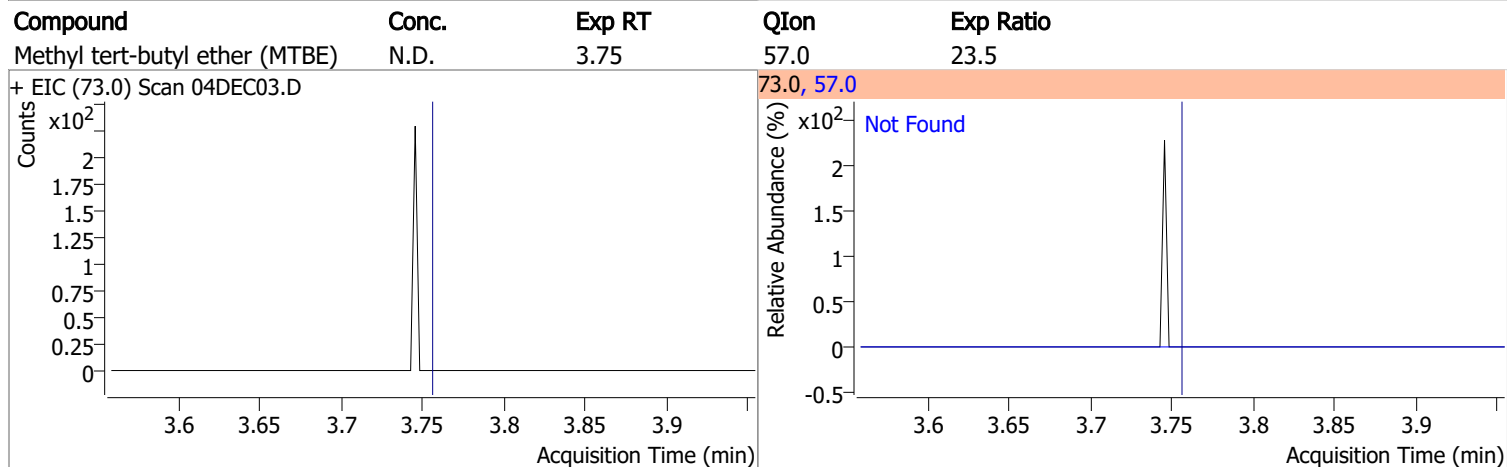 Compound Conc. Exp RT QIon Exp Ratio
Methyl tert-butyl ether (MTBE) N.D. 3.75 57.0 23.5
+ EIC (73.0) Scan 04DEC03.D
Counts
x10²
2
1.75
1.5
1.25
1
0.75
0.5
0.25
0
3.6 3.65 3.7 3.75 3.8 3.85 3.9
Acquisition Time (min)
73.0, 57.0
Relative Abundance (%)
x10²
Not Found
2
1.5
1
0.5
0
-0.5
3.6 3.65 3.7 3.75 3.8 3.85 3.9
Acquisition Time (min)